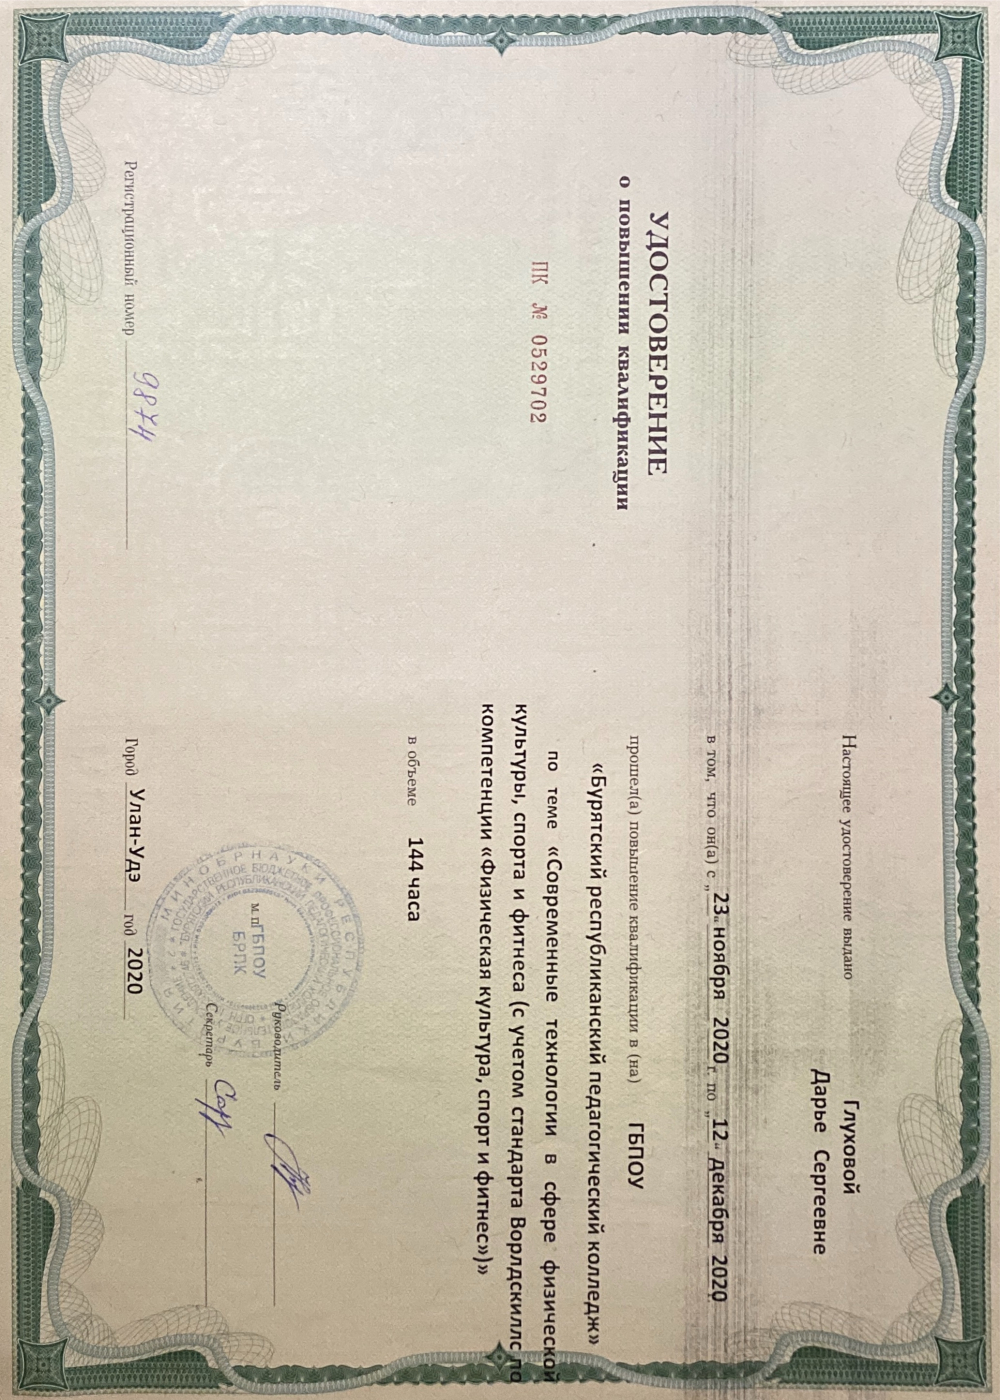 УДОСТОВЕРЕНИЕ
о повышении квалификации
ПК № 0529702
Регистрационный номер 9874
Настоящее удостоверение выдано
Глуховой
Дарье Сергеевне
в том, что он(а) с „ 23 “ ноября 2020 г. по „ 12 “ декабря 2020
прошел(а) повышение квалификации в (на) ГБПОУ
«Бурятский республиканский педагогический колледж»
по теме «Современные технологии в сфере физической
культуры, спорта и фитнеса (с учетом стандарта Ворлдскиллс по
компетенции «Физическая культура, спорт и фитнес»)»
в объеме 144 часа
М.П.
ГБПОУ
БРПК
Руководитель
Секретарь
Город Улан-Удэ год 2020